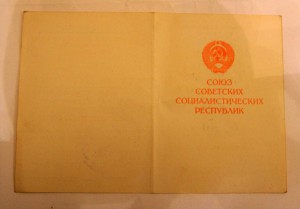 СОЮЗ
СОВЕТСКИХ
СОЦИАЛИСТИЧЕСКИХ
РЕСПУБЛИК